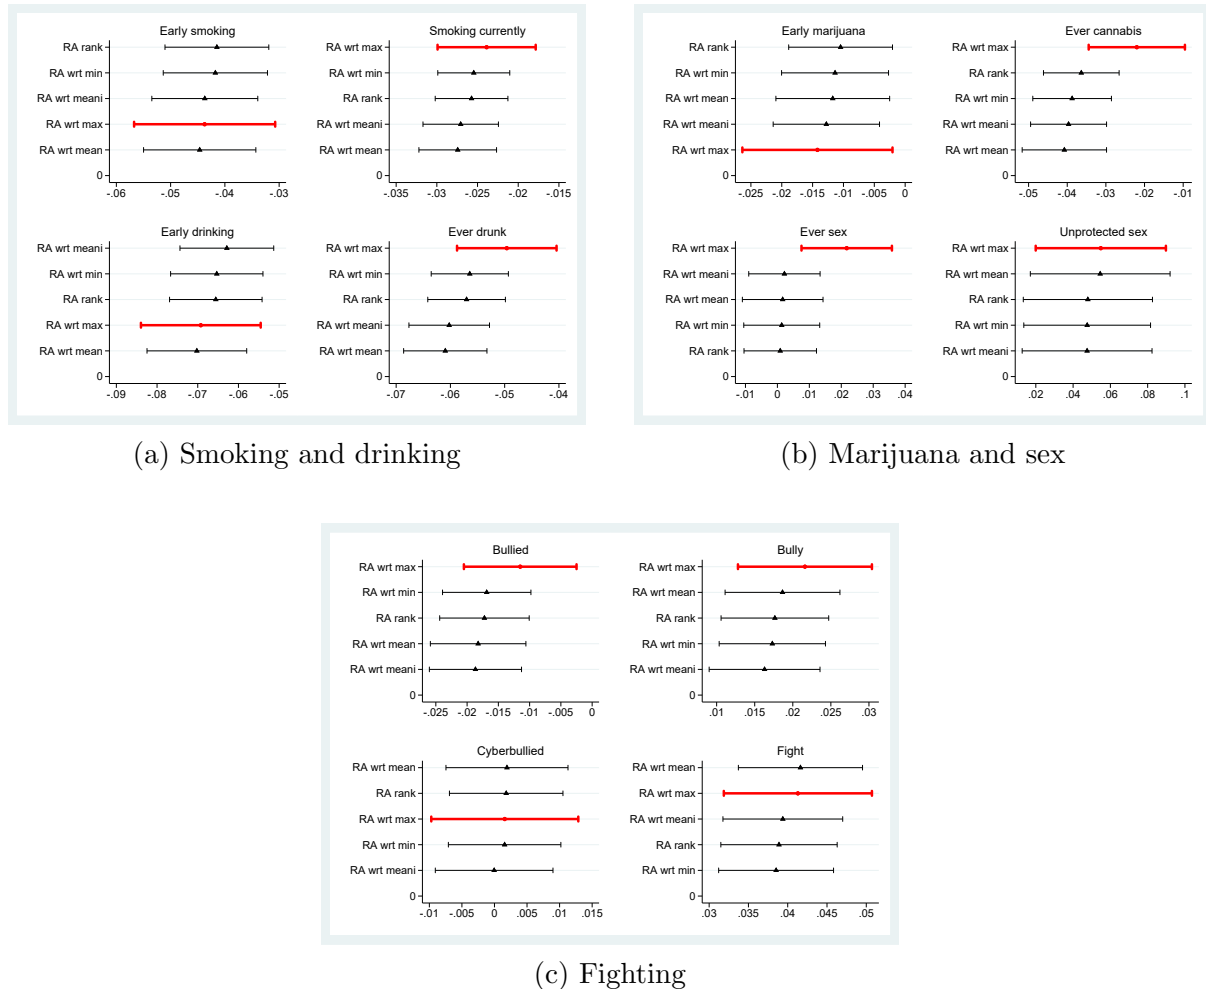 Early smoking
RA rank
RA wrt min
RA wrt meani
RA wrt max
RA wrt mean
0
-.06 -.05 -.04 -.03
Smoking currently
RA wrt max
RA wrt min
RA rank
RA wrt meani
RA wrt mean
0
-.035 -.03 -.025 -.02 -.015
Early drinking
RA wrt meani
RA wrt min
RA rank
RA wrt max
RA wrt mean
0
-.09 -.08 -.07 -.06 -.05
Ever drunk
RA wrt max
RA wrt min
RA rank
RA wrt meani
RA wrt mean
0
-.07 -.06 -.05 -.04
(a) Smoking and drinking
Early marijuana
RA rank
RA wrt min
RA wrt mean
RA wrt meani
RA wrt max
0
-.025 -.02 -.015 -.01 -.005 0
Ever cannabis
RA wrt max
RA rank
RA wrt min
RA wrt meani
RA wrt mean
0
-.05 -.04 -.03 -.02 -.01
Ever sex
RA wrt max
RA wrt meani
RA wrt mean
RA wrt min
RA rank
0
-.01 0 .01 .02 .03 .04
Unprotected sex
RA wrt max
RA wrt mean
RA rank
RA wrt min
RA wrt meani
0
.02 .04 .06 .08 .1
(b) Marijuana and sex
Bullied
RA wrt max
RA wrt min
RA rank
RA wrt mean
RA wrt meani
0
-.025 -.02 -.015 -.01 -.005 0
Bully
RA wrt max
RA wrt mean
RA rank
RA wrt min
RA wrt meani
0
.01 .015 .02 .025 .03
Cyberbullied
RA wrt mean
RA rank
RA wrt max
RA wrt min
RA wrt meani
0
-.01 -.005 0 .005 .01 .015
Fight
RA wrt mean
RA wrt max
RA wrt meani
RA rank
RA wrt min
0
.03 .035 .04 .045 .05
(c) Fighting